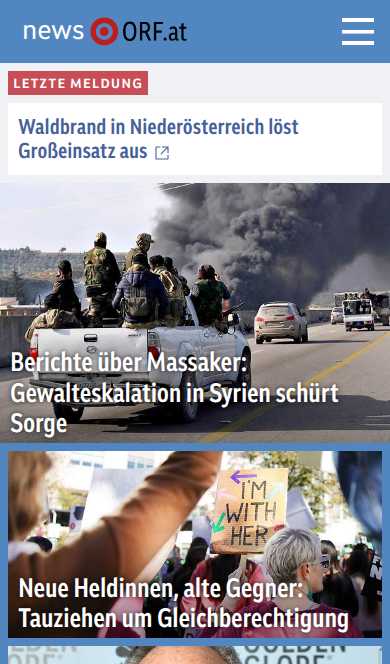 news ORF.at
LETZTE MELDUNG
Waldbrand in Niederösterreich löst
Großeinsatz aus
Berichte über Massaker:
Gewalteskalation in Syrien schürt
Sorge
I'M
WITH
HER
Neue Heldinnen, alte Gegner:
Tauziehen um Gleichberechtigung